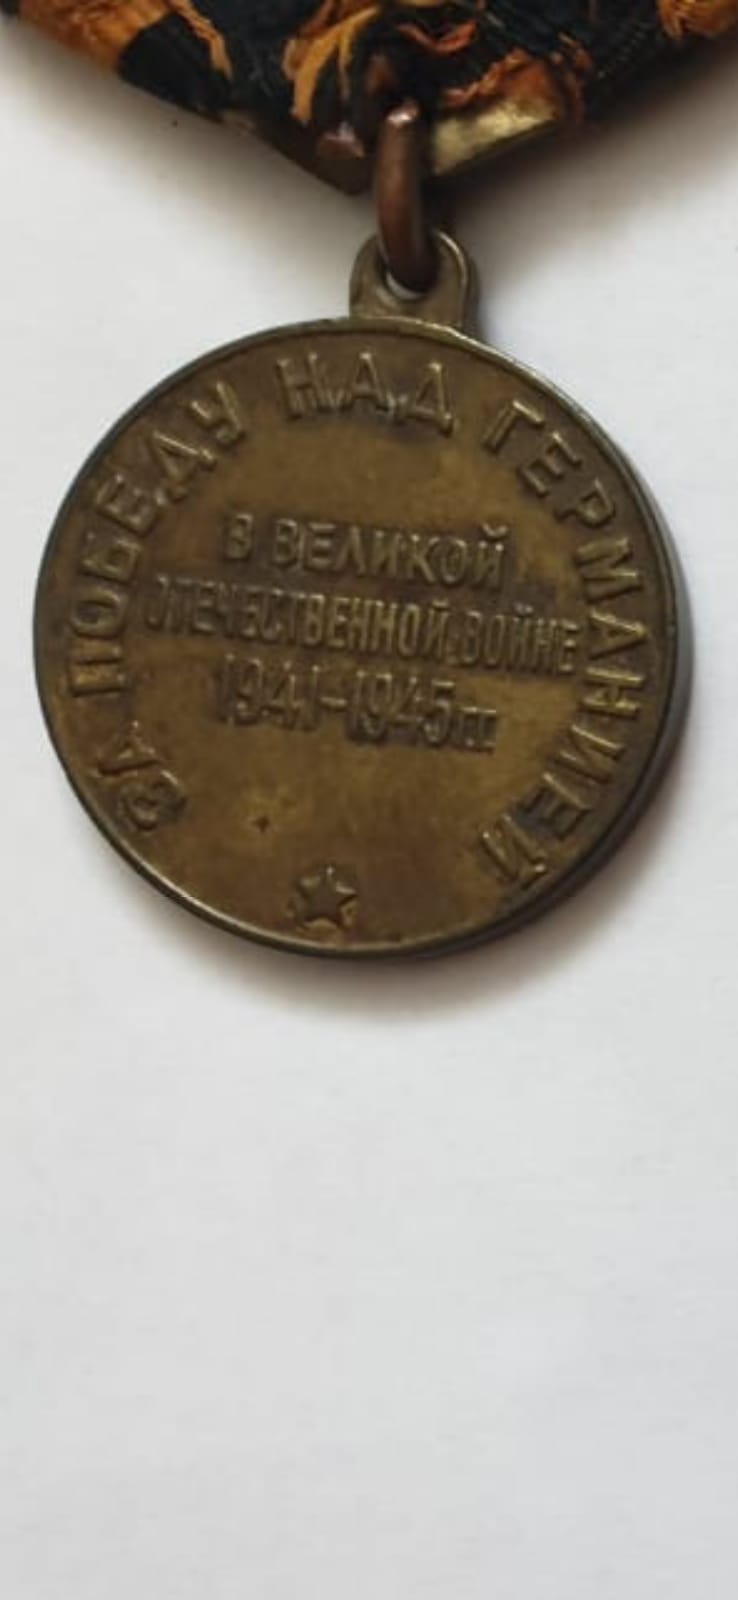 ЗА ПОБЕДУ НАД ГЕРМАНИЕЙ
В ВЕЛИКОЙ
ОТЕЧЕСТВЕННОЙ ВОЙНЕ
1941-1945 гг